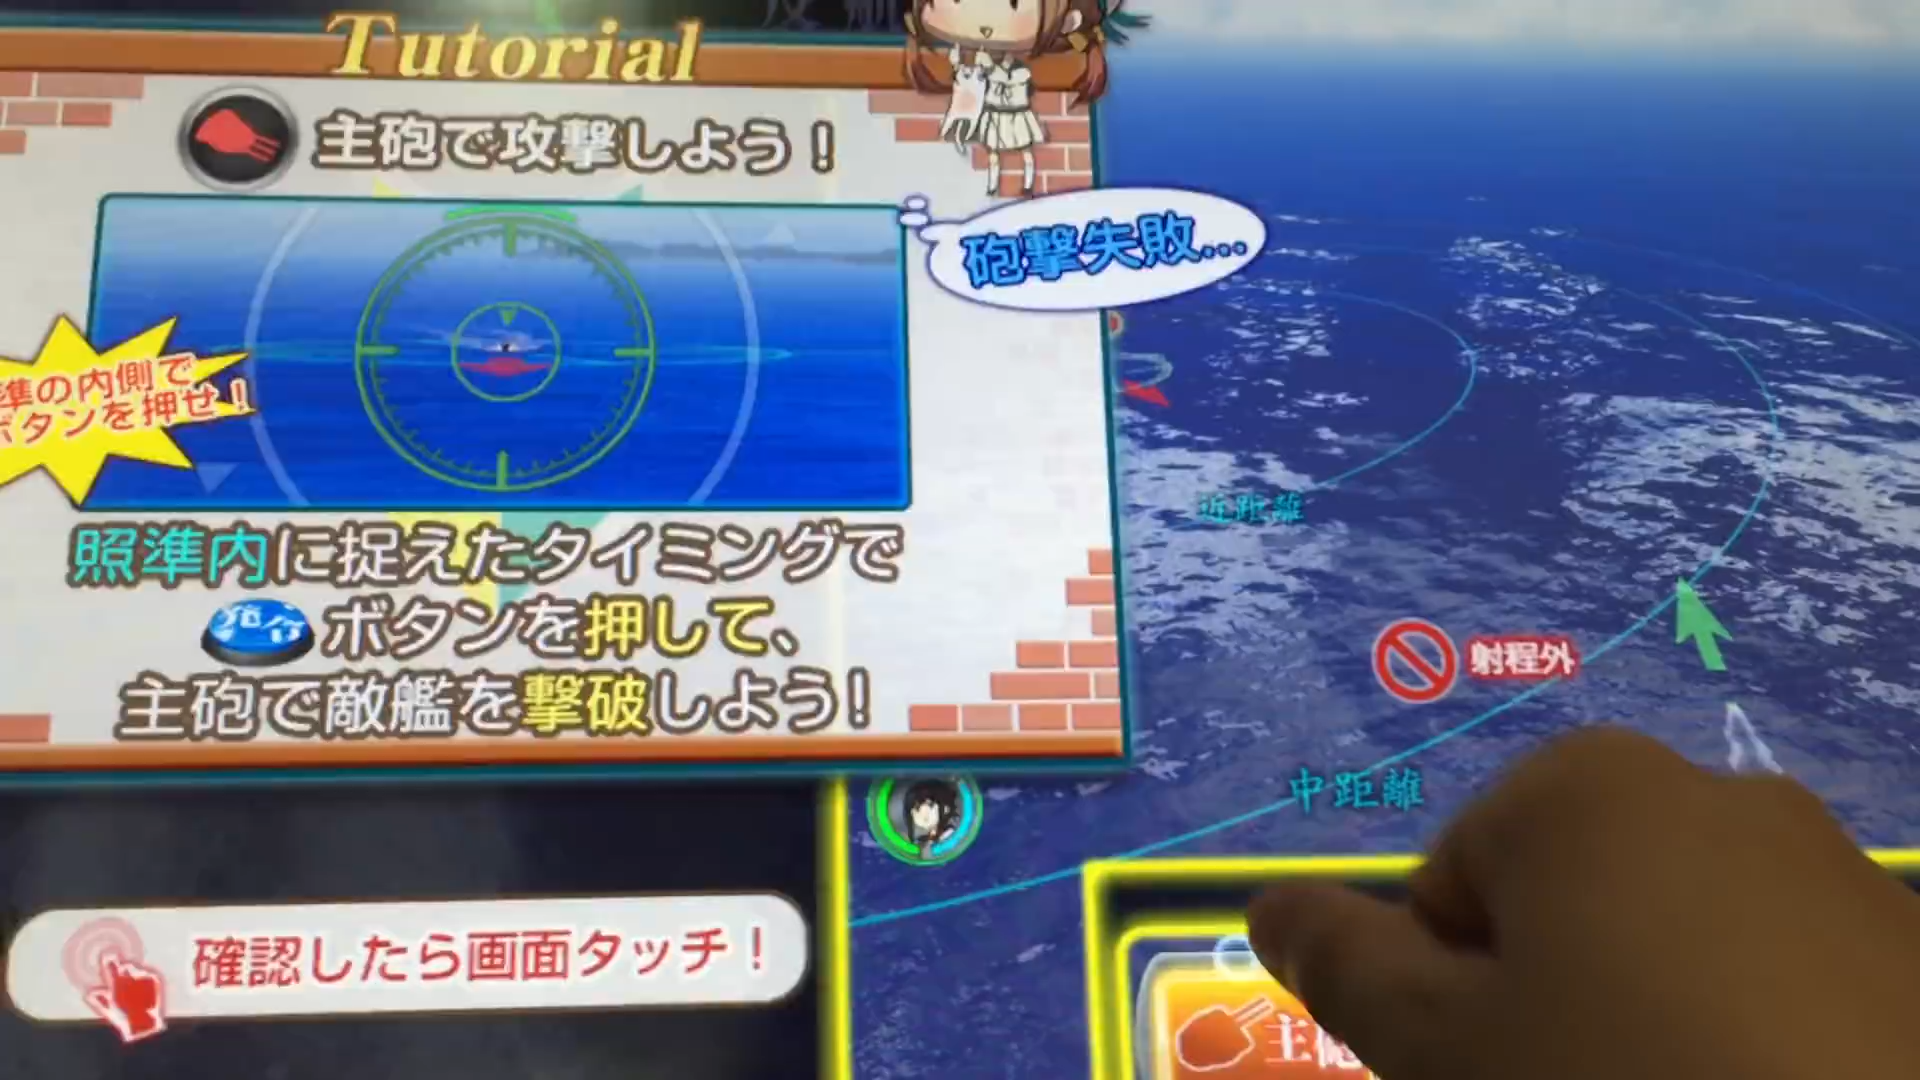 Tutorial
主砲で攻撃しよう！
砲撃失敗...
準の内側で
ボタンを押せ！
照準内に捉えたタイミングで
ボタンを押して、
主砲で敵艦を撃破しよう！
近距離
射程外
中距離
確認したら画面タッチ！
主砲